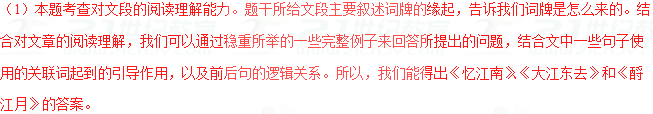 （1）本题考查对文段的阅读理解能力。题干所给文段主要叙述词牌的缘起，告诉我们词牌是怎么来的。结
合对文章的阅读理解，我们可以通过稳重所举的一些完整例子来回答所提出的问题，结合文中一些句子使
用的关联词起到的引导作用，以及前后句的逻辑关系。所以，我们能得出《忆江南》、《大江东去》和《酹
江月》的答案。